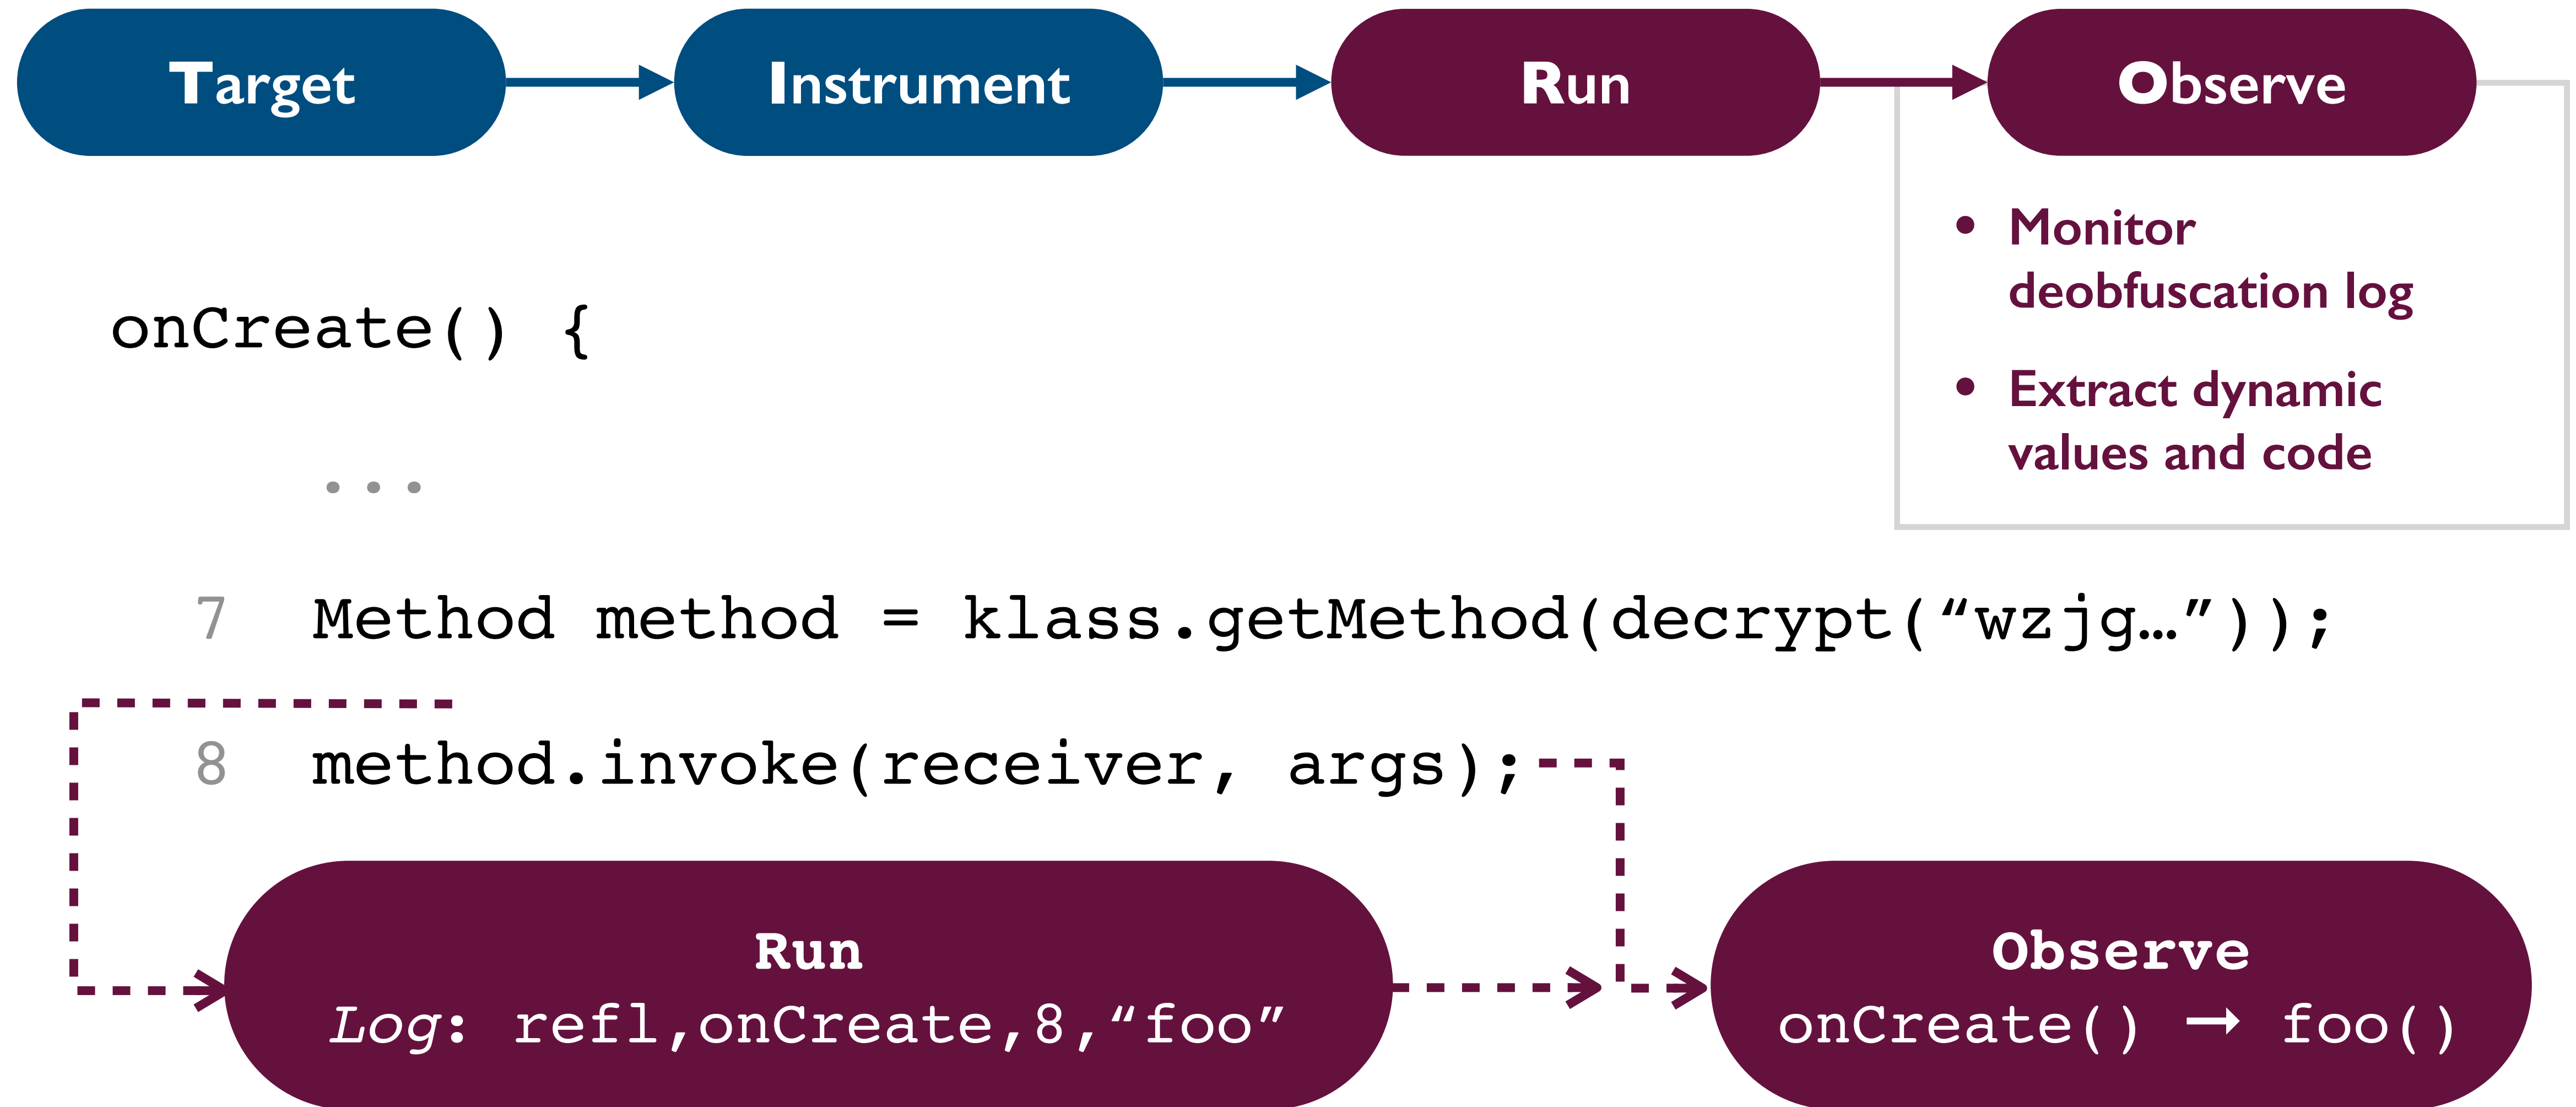 Target
Instrument
Run
Observe
• Monitor
deobfuscation log
• Extract dynamic
values and code
onCreate() {
...
7 Method method = klass.getMethod(decrypt(“wzjg…”));
8 method.invoke(receiver, args);
Run
Log: refl,onCreate,8,“foo”
Observe
onCreate() → foo()